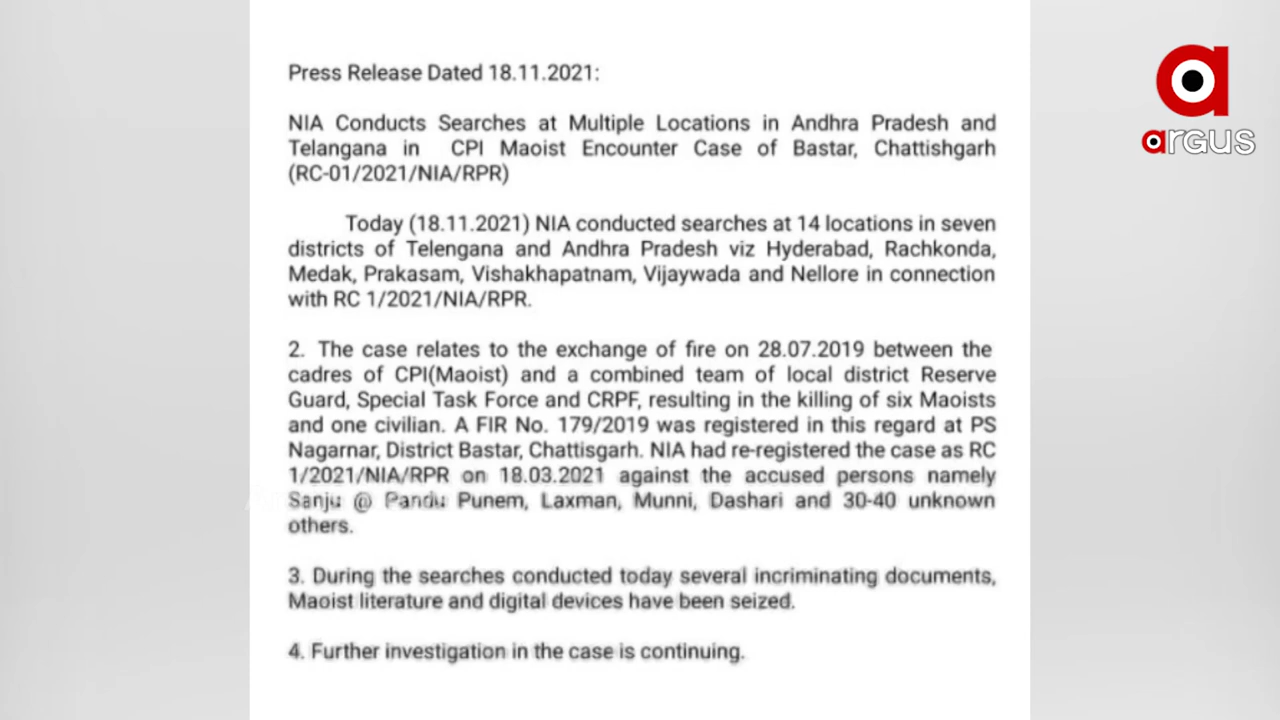 Press Release Dated 18.11.2021:
NIA Conducts Searches at Multiple Locations in Andhra Pradesh and
Telangana in CPI Maoist Encounter Case of Bastar, Chattishgarh
(RC-01/2021/NIA/RPR)
Today (18.11.2021) NIA conducted searches at 14 locations in seven
districts of Telengana and Andhra Pradesh viz Hyderabad, Rachkonda,
Medak, Prakasam, Vishakhapatnam, Vijaywada and Nellore in connection
with RC 1/2021/NIA/RPR.
2. The case relates to the exchange of fire on 28.07.2019 between the
cadres of CPI(Maoist) and a combined team of local district Reserve
Guard, Special Task Force and CRPF, resulting in the killing of six Maoists
and one civilian. A FIR No. 179/2019 was registered in this regard at PS
Nagarnar, District Bastar, Chattisgarh. NIA had re-registered the case as RC
1/2021/NIA/RPR on 18.03.2021 against the accused persons namely
Sanju @ Pandu Punem, Laxman, Munni, Dashari and 30-40 unknown
others.
3. During the searches conducted today several incriminating documents,
Maoist literature and digital devices have been seized.
4. Further investigation in the case is continuing.
argus